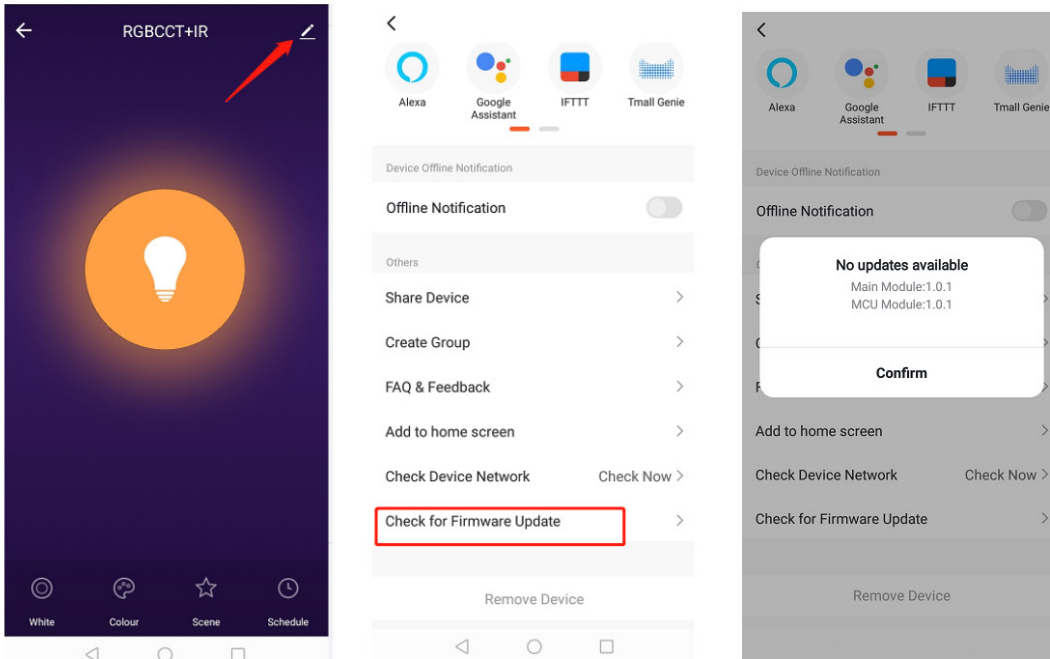 RGBCCT+IR
White
Colour
Scene
Schedule
Alexa
Google
Assistant
IFTTT
Tmall Genie
Device Offline Notification
Offline Notification
Others
Share Device
Create Group
FAQ & Feedback
Add to home screen
Check Device Network Check Now
Check for Firmware Update
Remove Device
Alexa
Google
Assistant
IFTTT
Tmall Genie
Device Offline Notification
Offline Notification
No updates available
Main Module:1.0.1
MCU Module:1.0.1
Confirm
Add to home screen
Check Device Network Check Now
Check for Firmware Update
Remove Device